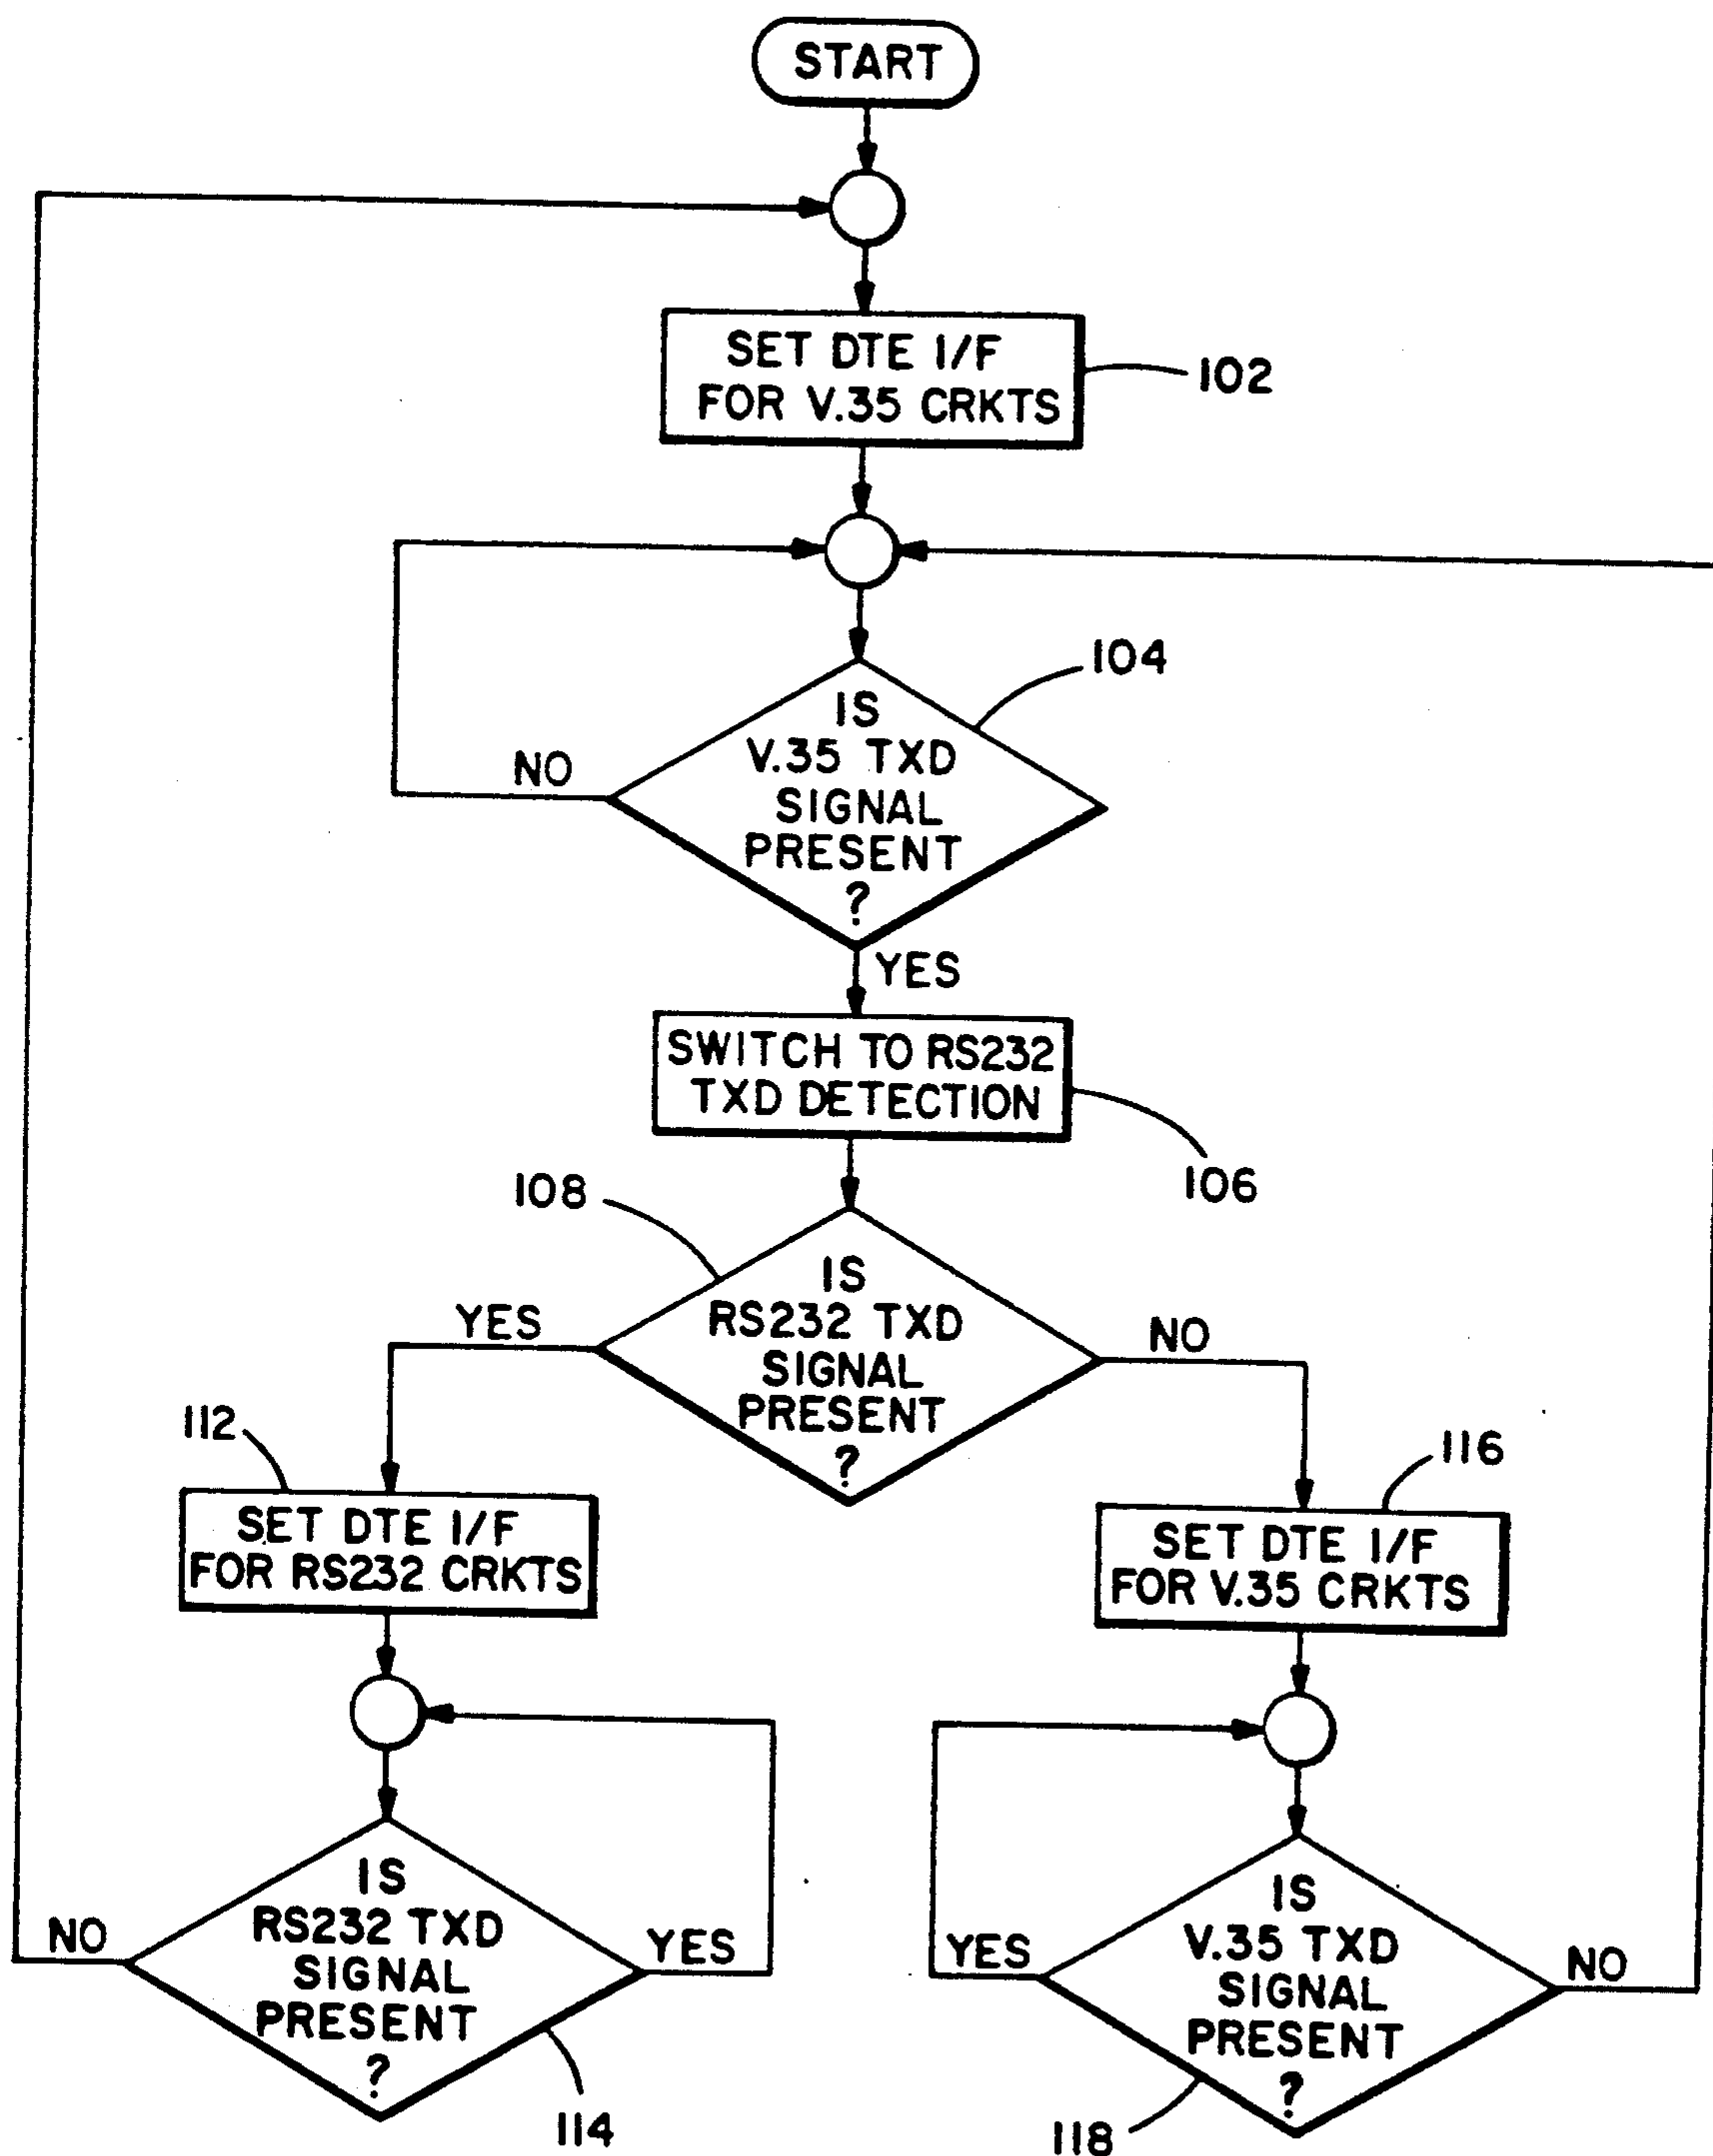 START
SET DTE I/F
FOR V.35 CRKTS
102
104
IS
V.35 TXD
SIGNAL
PRESENT
?
NO
YES
SWITCH TO RS232
TXD DETECTION
106
108
IS
RS232 TXD
SIGNAL
PRESENT
?
YES
NO
112
SET DTE I/F
FOR RS232 CRKTS
116
SET DTE I/F
FOR V.35 CRKTS
IS
RS232 TXD
SIGNAL
PRESENT
?
NO
YES
114
IS
V.35 TXD
SIGNAL
PRESENT
?
YES
NO
118